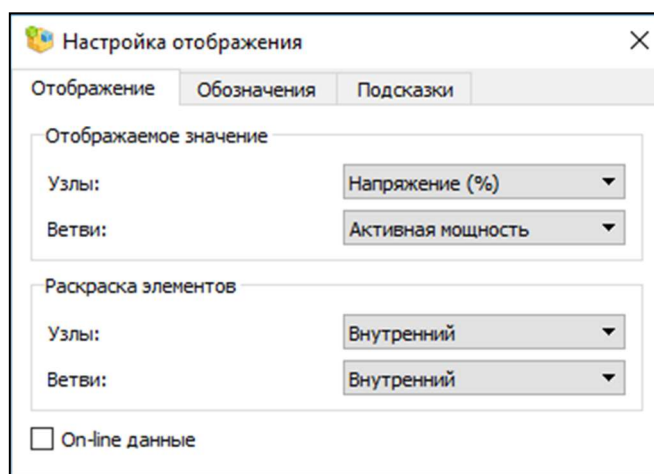 Настройка отображения
Отображение Обозначения Подсказки
Отображаемое значение
Узлы: Напряжение (%)
Ветви: Активная мощность
Раскраска элементов
Узлы: Внутренний
Ветви: Внутренний
On-line данные